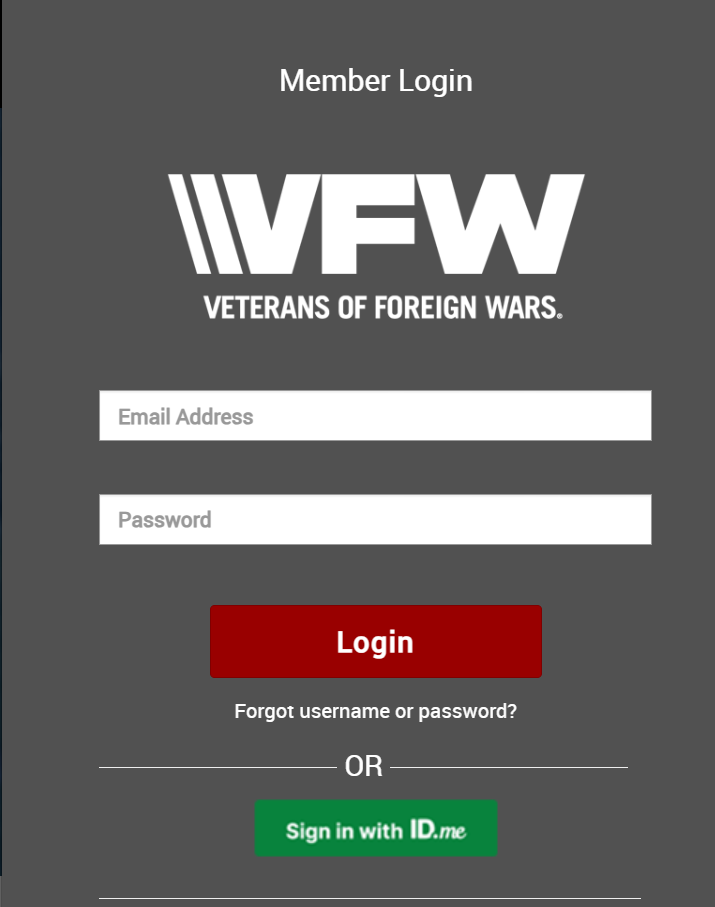 Member Login
VFW
VETERANS OF FOREIGN WARS®
Email Address
Password
Login
Forgot username or password?
OR
Sign in with ID.me